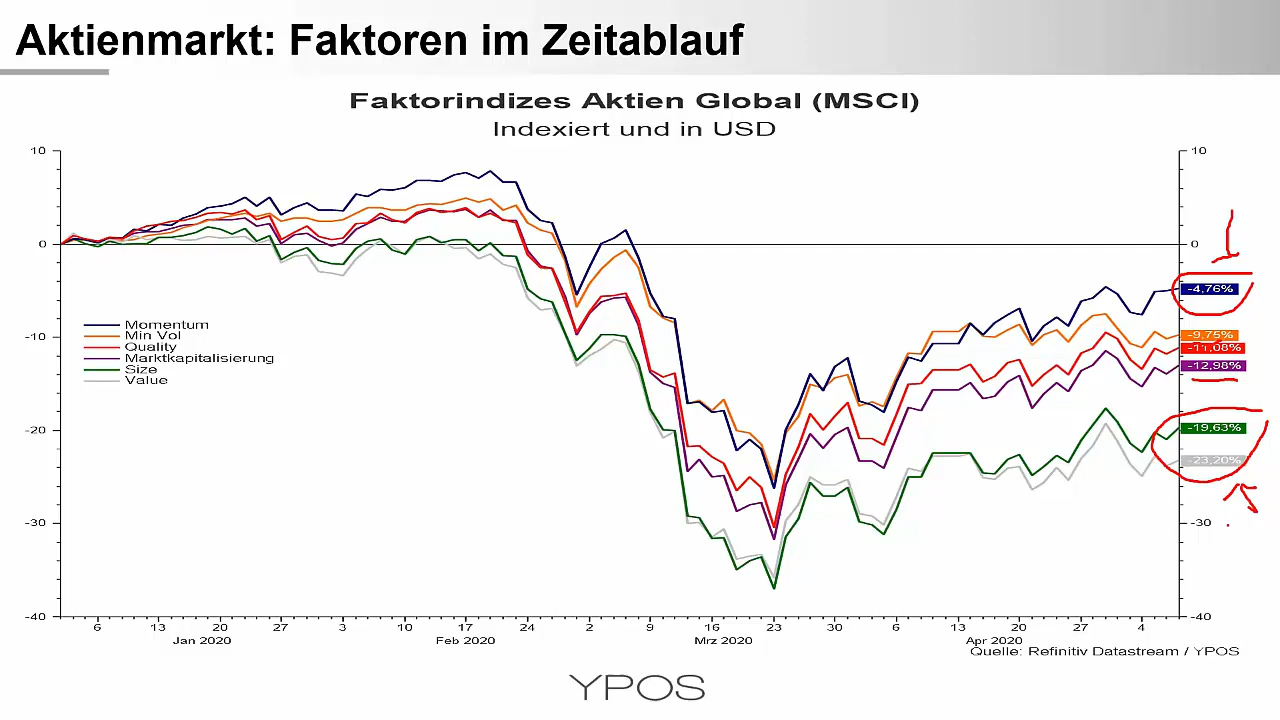 Aktienmarkt: Faktoren im Zeitablauf
Faktorindizes Aktien Global (MSCI)
Indexiert und in USD
10
0
-10
-20
-30
-40
10
0
-30
-40
-4,76%
-9,75%
-11,08%
-12,98%
-19,63%
-23,20%
Momentum
Min Vol
Quality
Marktkapitalisierung
Size
Value
6 13 20 27 3 10 17 24 2 9 16 23 30 6 13 20 27 4
Jan 2020 Feb 2020 Mrz 2020 Apr 2020
Quelle: Refinitiv Datastream / YPOS
YPOS